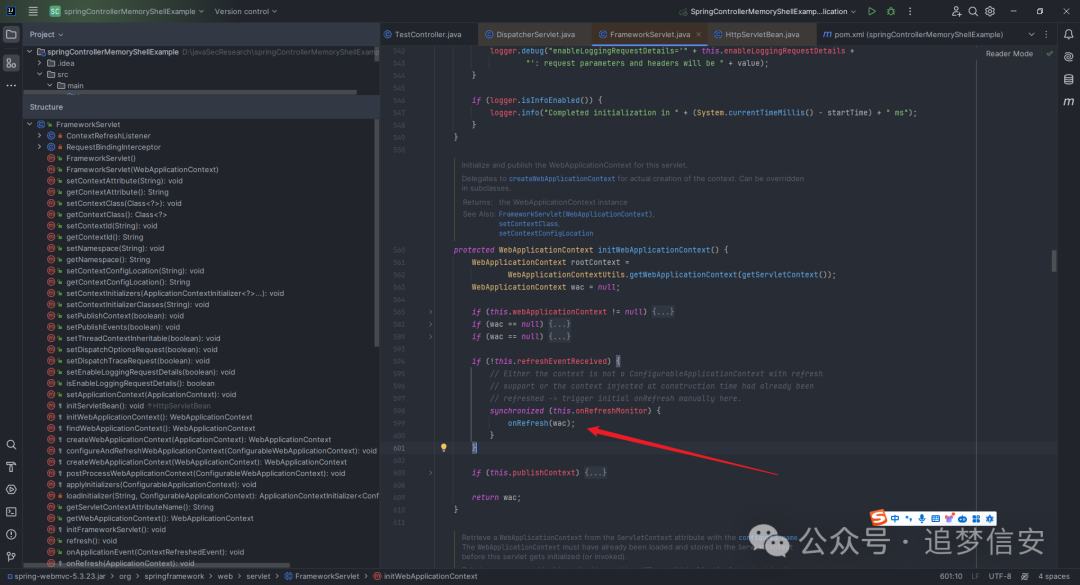 springControllerMemoryShellExample
Version control
SpringControllerMemoryShellExamp...lication
Project
TestController.java
DispatcherServlet.java
FrameworkServlet.java
HttpServletBean.java
pom.xml (springControllerMemoryShellExample)
springControllerMemoryShellExample D:\javaSecResearch\springControllerMemoryShellExamp
.idea
src
main
Structure
FrameworkServlet
ContextRefreshListener
RequestBindingInterceptor
FrameworkServlet()
FrameworkServlet(WebApplicationContext)
setContextAttribute(String): void
getContextAttribute(): String
setContextClass(Class<?>): void
getContextClass(): Class<?>
setContextId(String): void
getContextId(): String
setNamespace(String): void
getNamespace(): String
setContextConfigLocation(String): void
getContextConfigLocation(): String
setContextInitializers(ApplicationContextInitializer<?>...): void
setContextInitializerClasses(String): void
setPublishContext(boolean): void
setPublishEvents(boolean): void
setThreadContextInheritable(boolean): void
setDispatchOptionsRequest(boolean): void
setDispatchTraceRequest(boolean): void
setEnableLoggingRequestDetails(boolean): void
isEnableLoggingRequestDetails(): boolean
setApplicationContext(ApplicationContext): void
initServletBean(): void ↑HttpServletBean
initWebApplicationContext(): WebApplicationContext
findWebApplicationContext(): WebApplicationContext
createWebApplicationContext(ApplicationContext): WebApplicationContext
configureAndRefreshWebApplicationContext(ConfigurableWebApplicationContext): void
createWebApplicationContext(WebApplicationContext): WebApplicationContext
postProcessWebApplicationContext(ConfigurableWebApplicationContext): void
applyInitializers(ConfigurableApplicationContext): void
loadInitializer(String, ConfigurableApplicationContext): ApplicationContextInitializer<Conf
getServletContextAttributeName(): String
getWebApplicationContext(): WebApplicationContext
initFrameworkServlet(): void
refresh(): void
onApplicationEvent(ContextRefreshedEvent): void
onRefresh(ApplicationContext): void
Reader Mode
542 logger.debug("enableLoggingRequestDetails='" + this.enableLoggingRequestDetails +
543 "': request parameters and headers will be " + value);
544 }
545
546 if (logger.isInfoEnabled()) {
547 logger.info("Completed initialization in " + (System.currentTimeMillis() - startTime) + " ms");
548 }
549 }
550
Initialize and publish the WebApplicationContext for this servlet.
Delegates to createWebApplicationContext for actual creation of the context. Can be overridden
in subclasses.
Returns: the WebApplicationContext instance
See Also: FrameworkServlet(WebApplicationContext),
setContextClass,
setContextConfigLocation
560 protected WebApplicationContext initWebApplicationContext() {
561 WebApplicationContext rootContext =
562 WebApplicationContextUtils.getWebApplicationContext(getServletContext());
563 WebApplicationContext wac = null;
564
565 if (this.webApplicationContext != null) {...}
582 if (wac == null) {...}
589 if (wac == null) {...}
593
594 if (!this.refreshEventReceived) {
595 // Either the context is not a ConfigurableApplicationContext with refresh
596 // support or the context injected at construction time had already been
597 // refreshed -> trigger initial onRefresh manually here.
598 synchronized (this.onRefreshMonitor) {
599 onRefresh(wac);
600 }
601 }
602
603 if (this.publishContext) {...}
608
609 return wac;
610 }
611
Retrieve a WebApplicationContext from the ServletContext attribute with the
The WebApplicationContext must have already been loaded and stored in the
before this servlet gets initialized (or invoked).
中
公众号 · 追梦信安
spring-webmvc-5.3.23.jar › org › springframework › web › servlet › FrameworkServlet › initWebApplicationContext
601:10 LF UTF-8 4 spaces